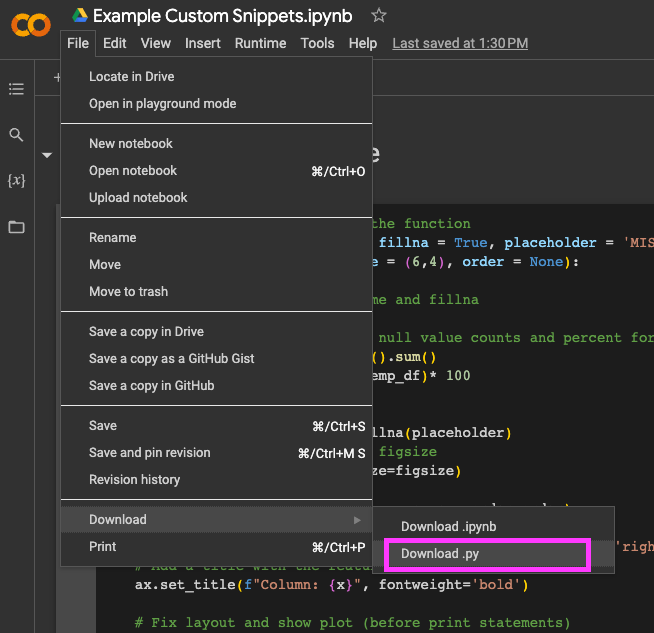 Example Custom Snippets.ipynb
File Edit View Insert Runtime Tools Help Last saved at 1:30 PM
Locate in Drive
Open in playground mode
New notebook
Open notebook ⌘/Ctrl+O
Upload notebook
{x}
the function
Rename fillna = True, placeholder = 'MIS
Move e = (6,4), order = None):
Move to trash
me and fillna
Save a copy in Drive null value counts and percent for
Save a copy as a GitHub Gist ().sum()
Save a copy in GitHub emp_df)* 100
Save ⌘/Ctrl+S
llna(placeholder)
Save and pin revision ⌘/Ctrl+M S figsize
Revision history ze=figsize)
Download
Download .ipynb
Print ⌘/Ctrl+P
Download .py
'righ
# Add a title with the featu
ax.set_title(f"Column: {x}", fontweight='bold')
# Fix layout and show plot (before print statements)